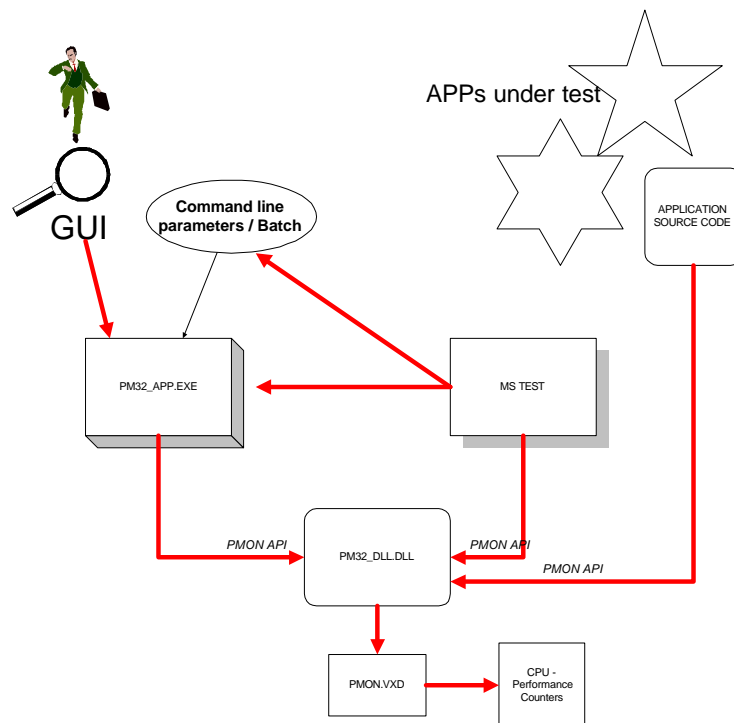 APPs under test
GUI
Command line
parameters / Batch
APPLICATION
SOURCE CODE
PM32_APP.EXE
MS TEST
PMON API
PM32_DLL.DLL
PMON API
PMON API
PMON.VXD
CPU -
Performance
Counters